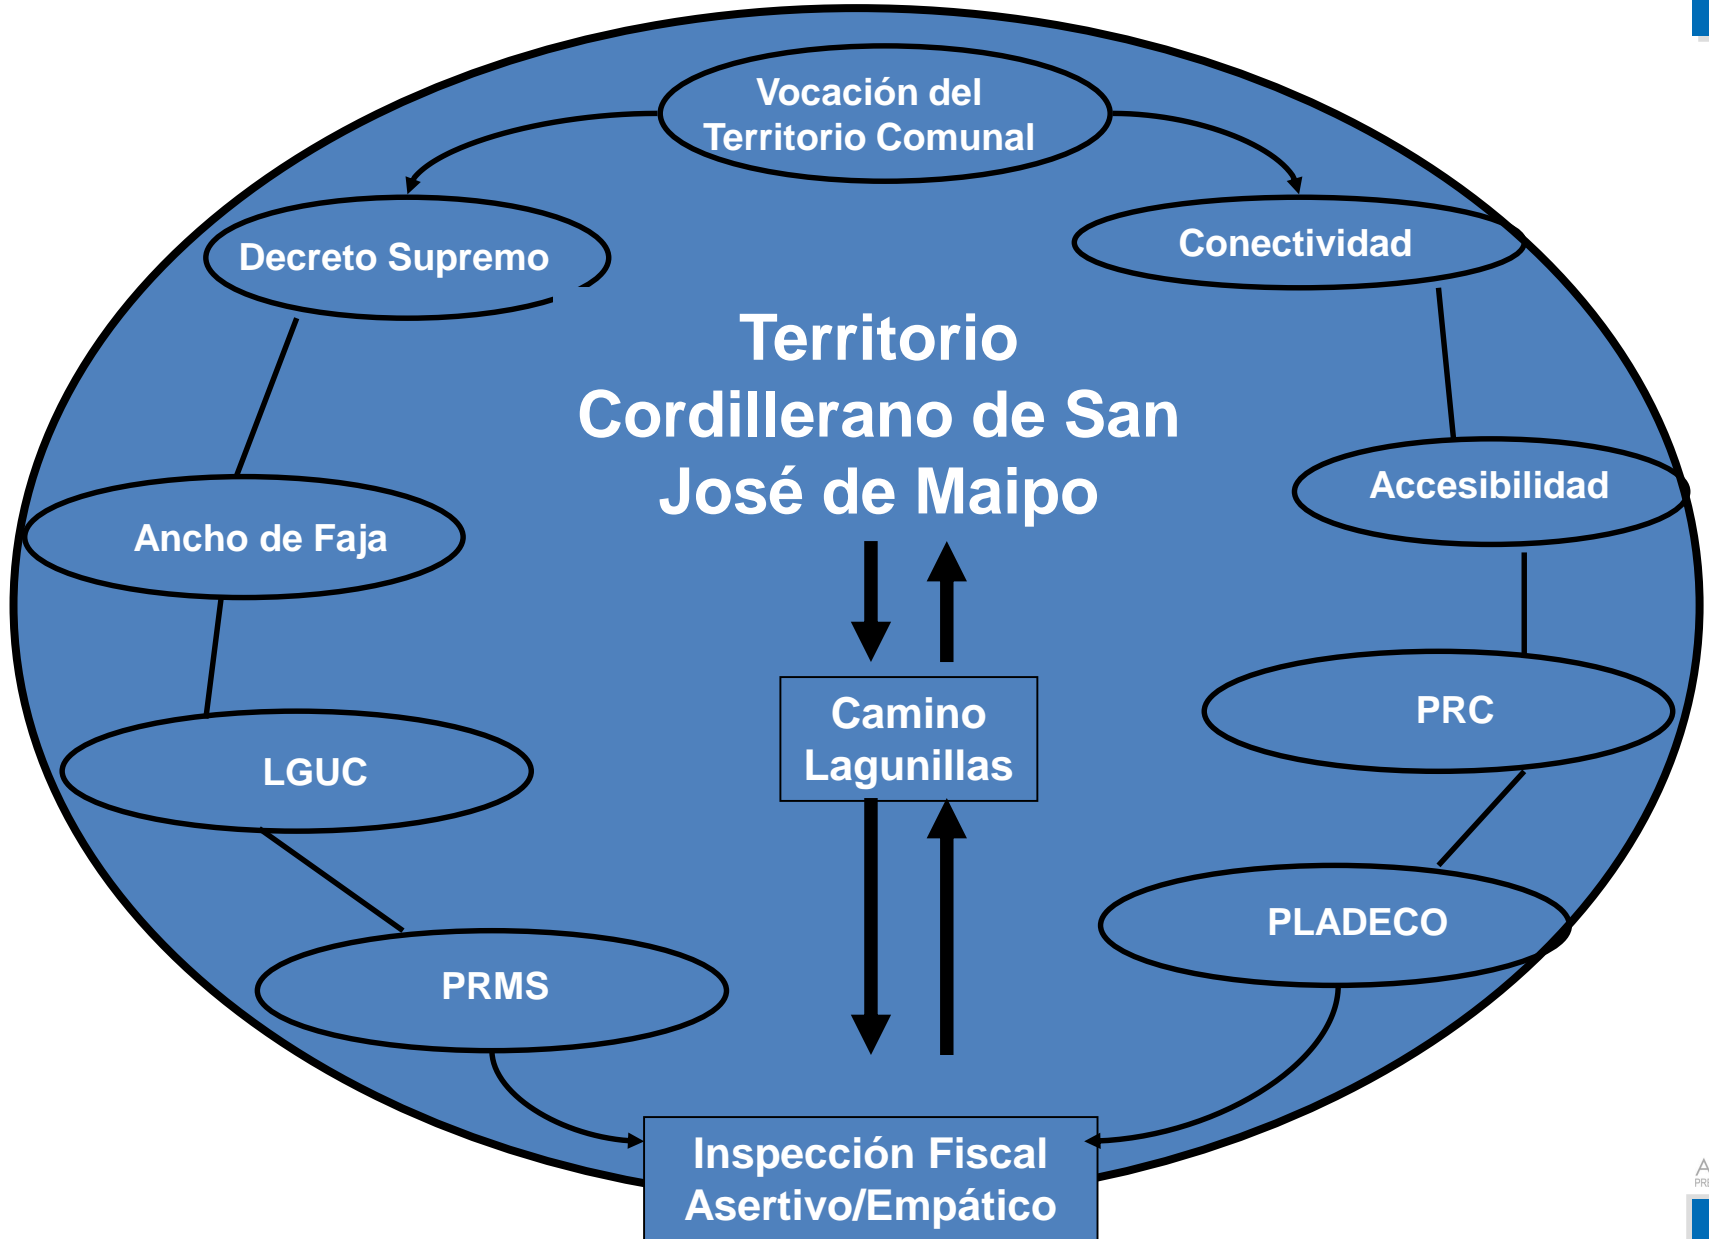 Vocación del
Territorio Comunal
Decreto Supremo
Conectividad
Territorio
Cordillerano de San
José de Maipo
Ancho de Faja
Accesibilidad
LGUC
Camino
Lagunillas
PRC
PRMS
PLADECO
Inspección Fiscal
Asertivo/Empático